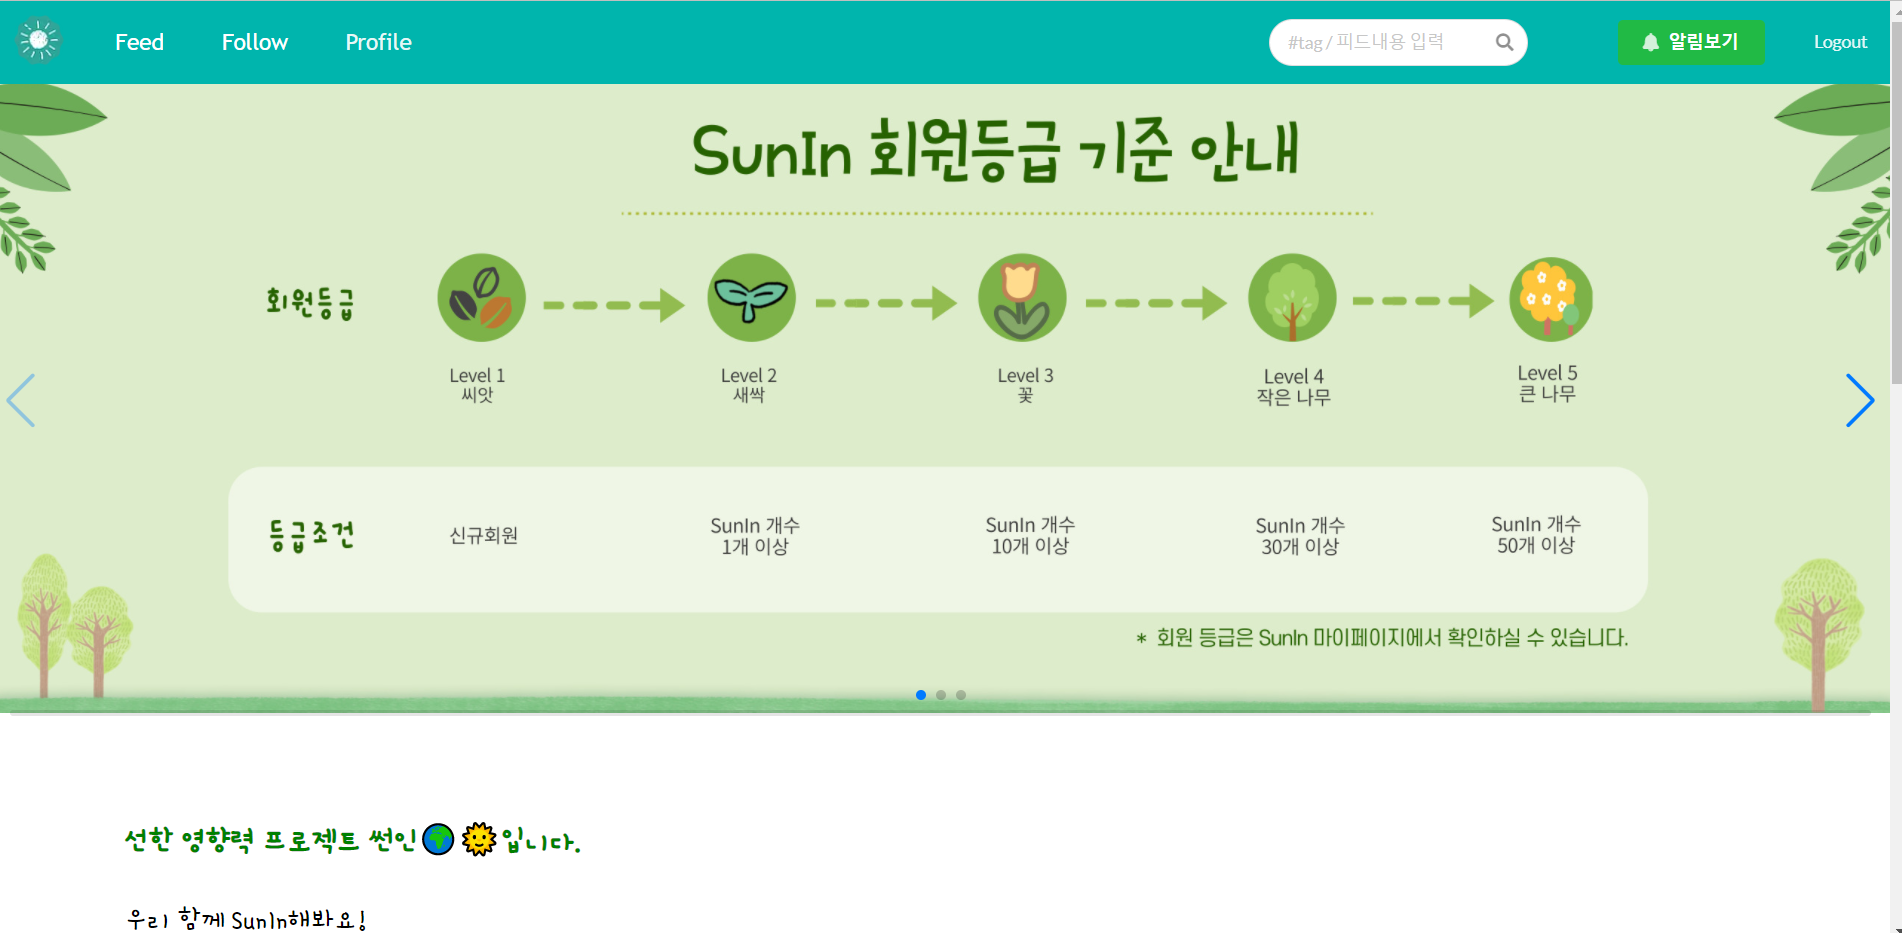 Feed
Follow
Profile
#tag / 피드내용 입력
알림보기
Logout
SunIn 회원등급 기준 안내
회원등급
Level 1
씨앗
Level 2
새싹
Level 3
꽃
Level 4
작은 나무
Level 5
큰 나무
등급조건
신규회원
SunIn 개수
1개 이상
SunIn 개수
10개 이상
SunIn 개수
30개 이상
SunIn 개수
50개 이상
* 회원 등급은 SunIn 마이페이지에서 확인하실 수 있습니다.
선한 영향력 프로젝트 썬인🌍🌞입니다.
우리 함께 SunIn해봐요!